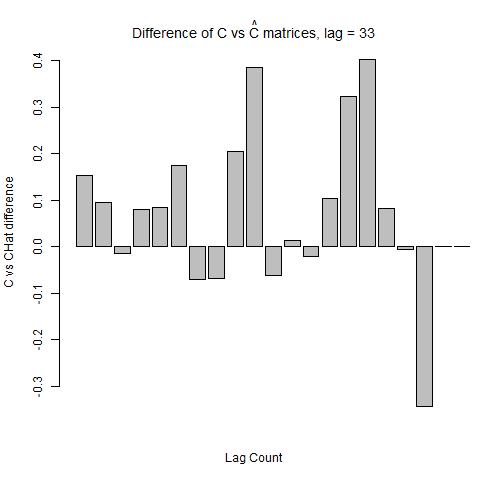 Difference of C vs Ĉ matrices, lag = 33
0.4
0.3
0.2
0.1
0.0
-0.1
-0.2
-0.3
C vs CHat difference
Lag Count